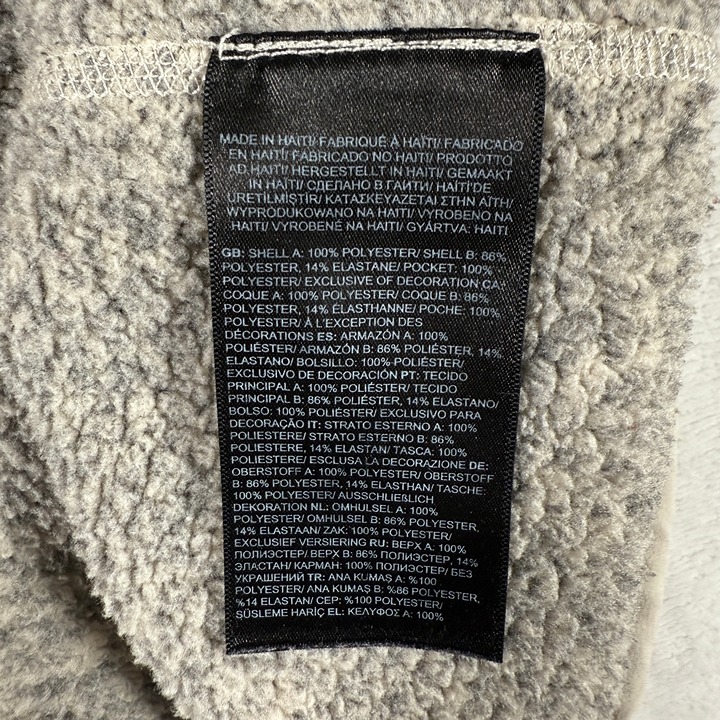 MADE IN HAITI/ FABRIQUÉ À HAÏTI/ FABRICADO
EN HAITÍ/ FABRICADO NO HAITI/ PRODOTTO
AD HAITI/ HERGESTELLT IN HAITI/ GEMAAKT
IN HAÏTI/ СДЕЛАНО В ГАИТИ/ HAİTİ'DE
ÜRETİLMİŞTİR/ ΚΑΤΑΣΚΕΥΑΖΕΤΑΙ ΣΤΗΝ ΑΪΤΗ/
WYPRODUKOWANO NA HAITI/ VYROBENO NA
HAITI/ VYROBENÉ NA HAITI/ GYÁRTVA: HAITI
GB: SHELL A: 100% POLYESTER/ SHELL B: 86%
POLYESTER, 14% ELASTANE/ POCKET: 100%
POLYESTER/ EXCLUSIVE OF DECORATION CA-
COQUE A: 100% POLYESTER/ COQUE B: 86%
POLYESTER, 14% ÉLASTHANNE/ POCHE: 100%
POLYESTER/ À L'EXCEPTION DES
DÉCORATIONS ES: ARMAZÓN A: 100%
POLIÉSTER/ ARMAZÓN B: 86% POLIÉSTER, 14%
ELASTANO/ BOLSILLO: 100% POLIÉSTER/
EXCLUSIVO DE DECORACIÓN PT: TECIDO
PRINCIPAL A: 100% POLIÉSTER/ TECIDO
PRINCIPAL B: 86% POLIÉSTER, 14% ELASTANO/
BOLSO: 100% POLIÉSTER/ EXCLUSIVO PARA
DECORAÇÃO IT: STRATO ESTERNO A: 100%
POLIESTERE/ STRATO ESTERNO B: 86%
POLIESTERE, 14% ELASTAN/ TASCA: 100%
POLIESTERE/ ESCLUSA LA DECORAZIONE DE:
OBERSTOFF A: 100% POLYESTER/ OBERSTOFF
B: 86% POLYESTER, 14% ELASTHAN/ TASCHE:
100% POLYESTER/ AUSSCHLIEẞLICH
DEKORATION NL: OMHULSEL A: 100%
POLYESTER/ OMHULSEL B: 86% POLYESTER,
14% ELASTAAN/ ZAK: 100% POLYESTER/
EXCLUSIEF VERSIERING RU: ВЕРХ A: 100%
ПОЛИЭСТЕР/ ВЕРХ B: 86% ПОЛИЭСТЕР, 14%
ЭЛАСТАН/ КАРМАН: 100% ПОЛИЭСТЕР/ БЕЗ
УКРАШЕНИЙ TR: ANA KUMAŞ A: %100
POLYESTER/ ANA KUMAŞ B: %86 POLYESTER,
%14 ELASTAN/ CEP: %100 POLYESTER/
SÜSLEME HARİÇ EL: ΚΕΛΥΦΟΣ A: 100%